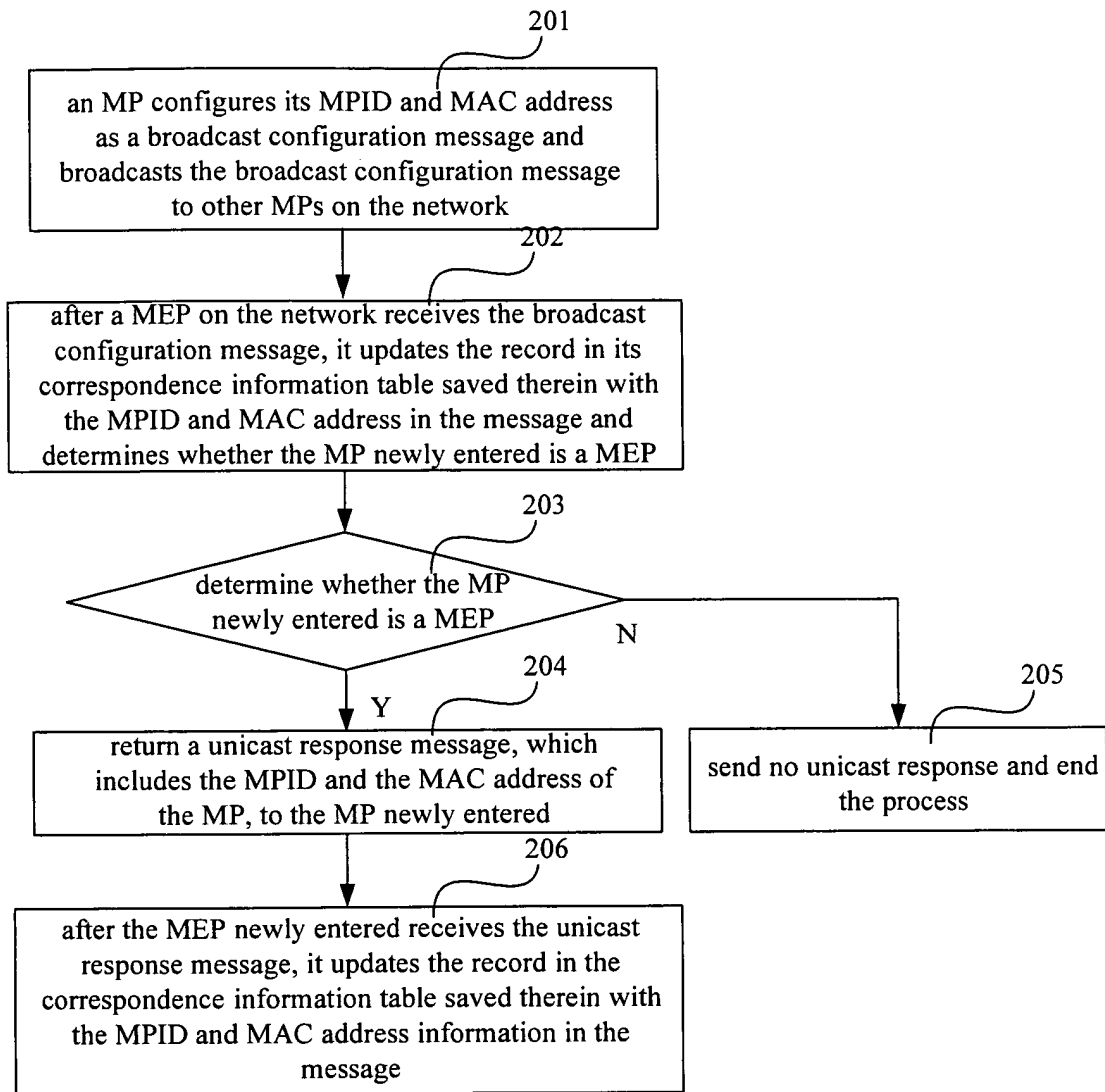 201
an MP configures its MPID and MAC address
as a broadcast configuration message and
broadcasts the broadcast configuration message
to other MPs on the network
202
after a MEP on the network receives the broadcast
configuration message, it updates the record in its
correspondence information table saved therein with
the MPID and MAC address in the message and
determines whether the MP newly entered is a MEP
203
determine whether the MP
newly entered is a MEP
N
Y
204
return a unicast response message, which
includes the MPID and the MAC address of
the MP, to the MP newly entered
205
send no unicast response and end
the process
206
after the MEP newly entered receives the unicast
response message, it updates the record in the
correspondence information table saved therein with
the MPID and MAC address information in the
message